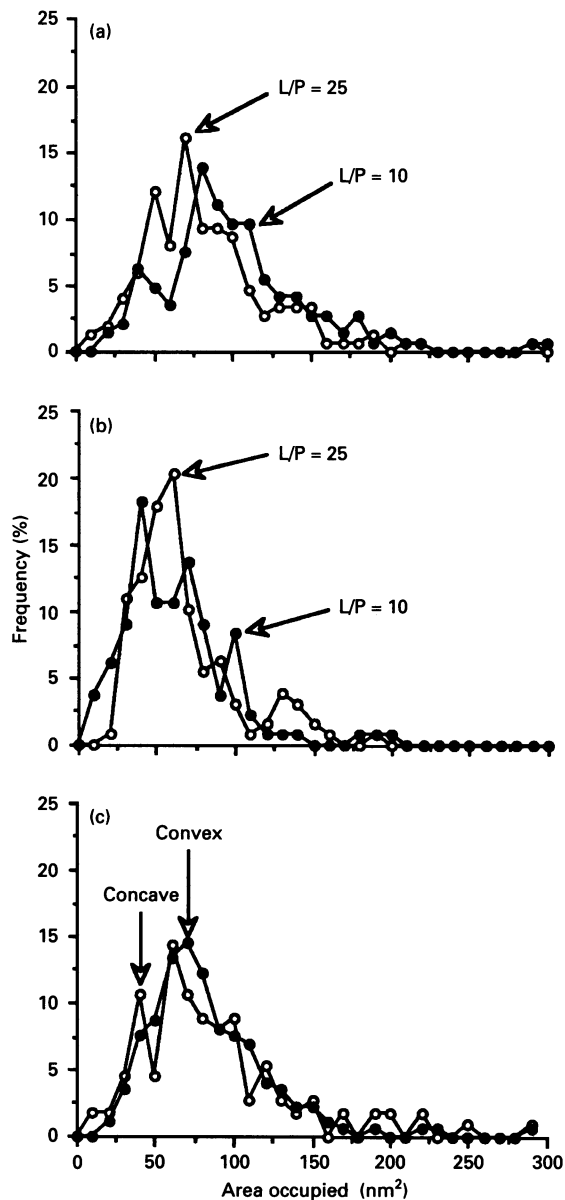 (a)
25
20
15
10
5
0
L/P = 25
L/P = 10
(b)
25
20
15
10
5
0
L/P = 25
L/P = 10
Frequency (%)
(c)
25
20
15
10
5
0
Convex
Concave
0 50 100 150 200 250 300
Area occupied (nm²)